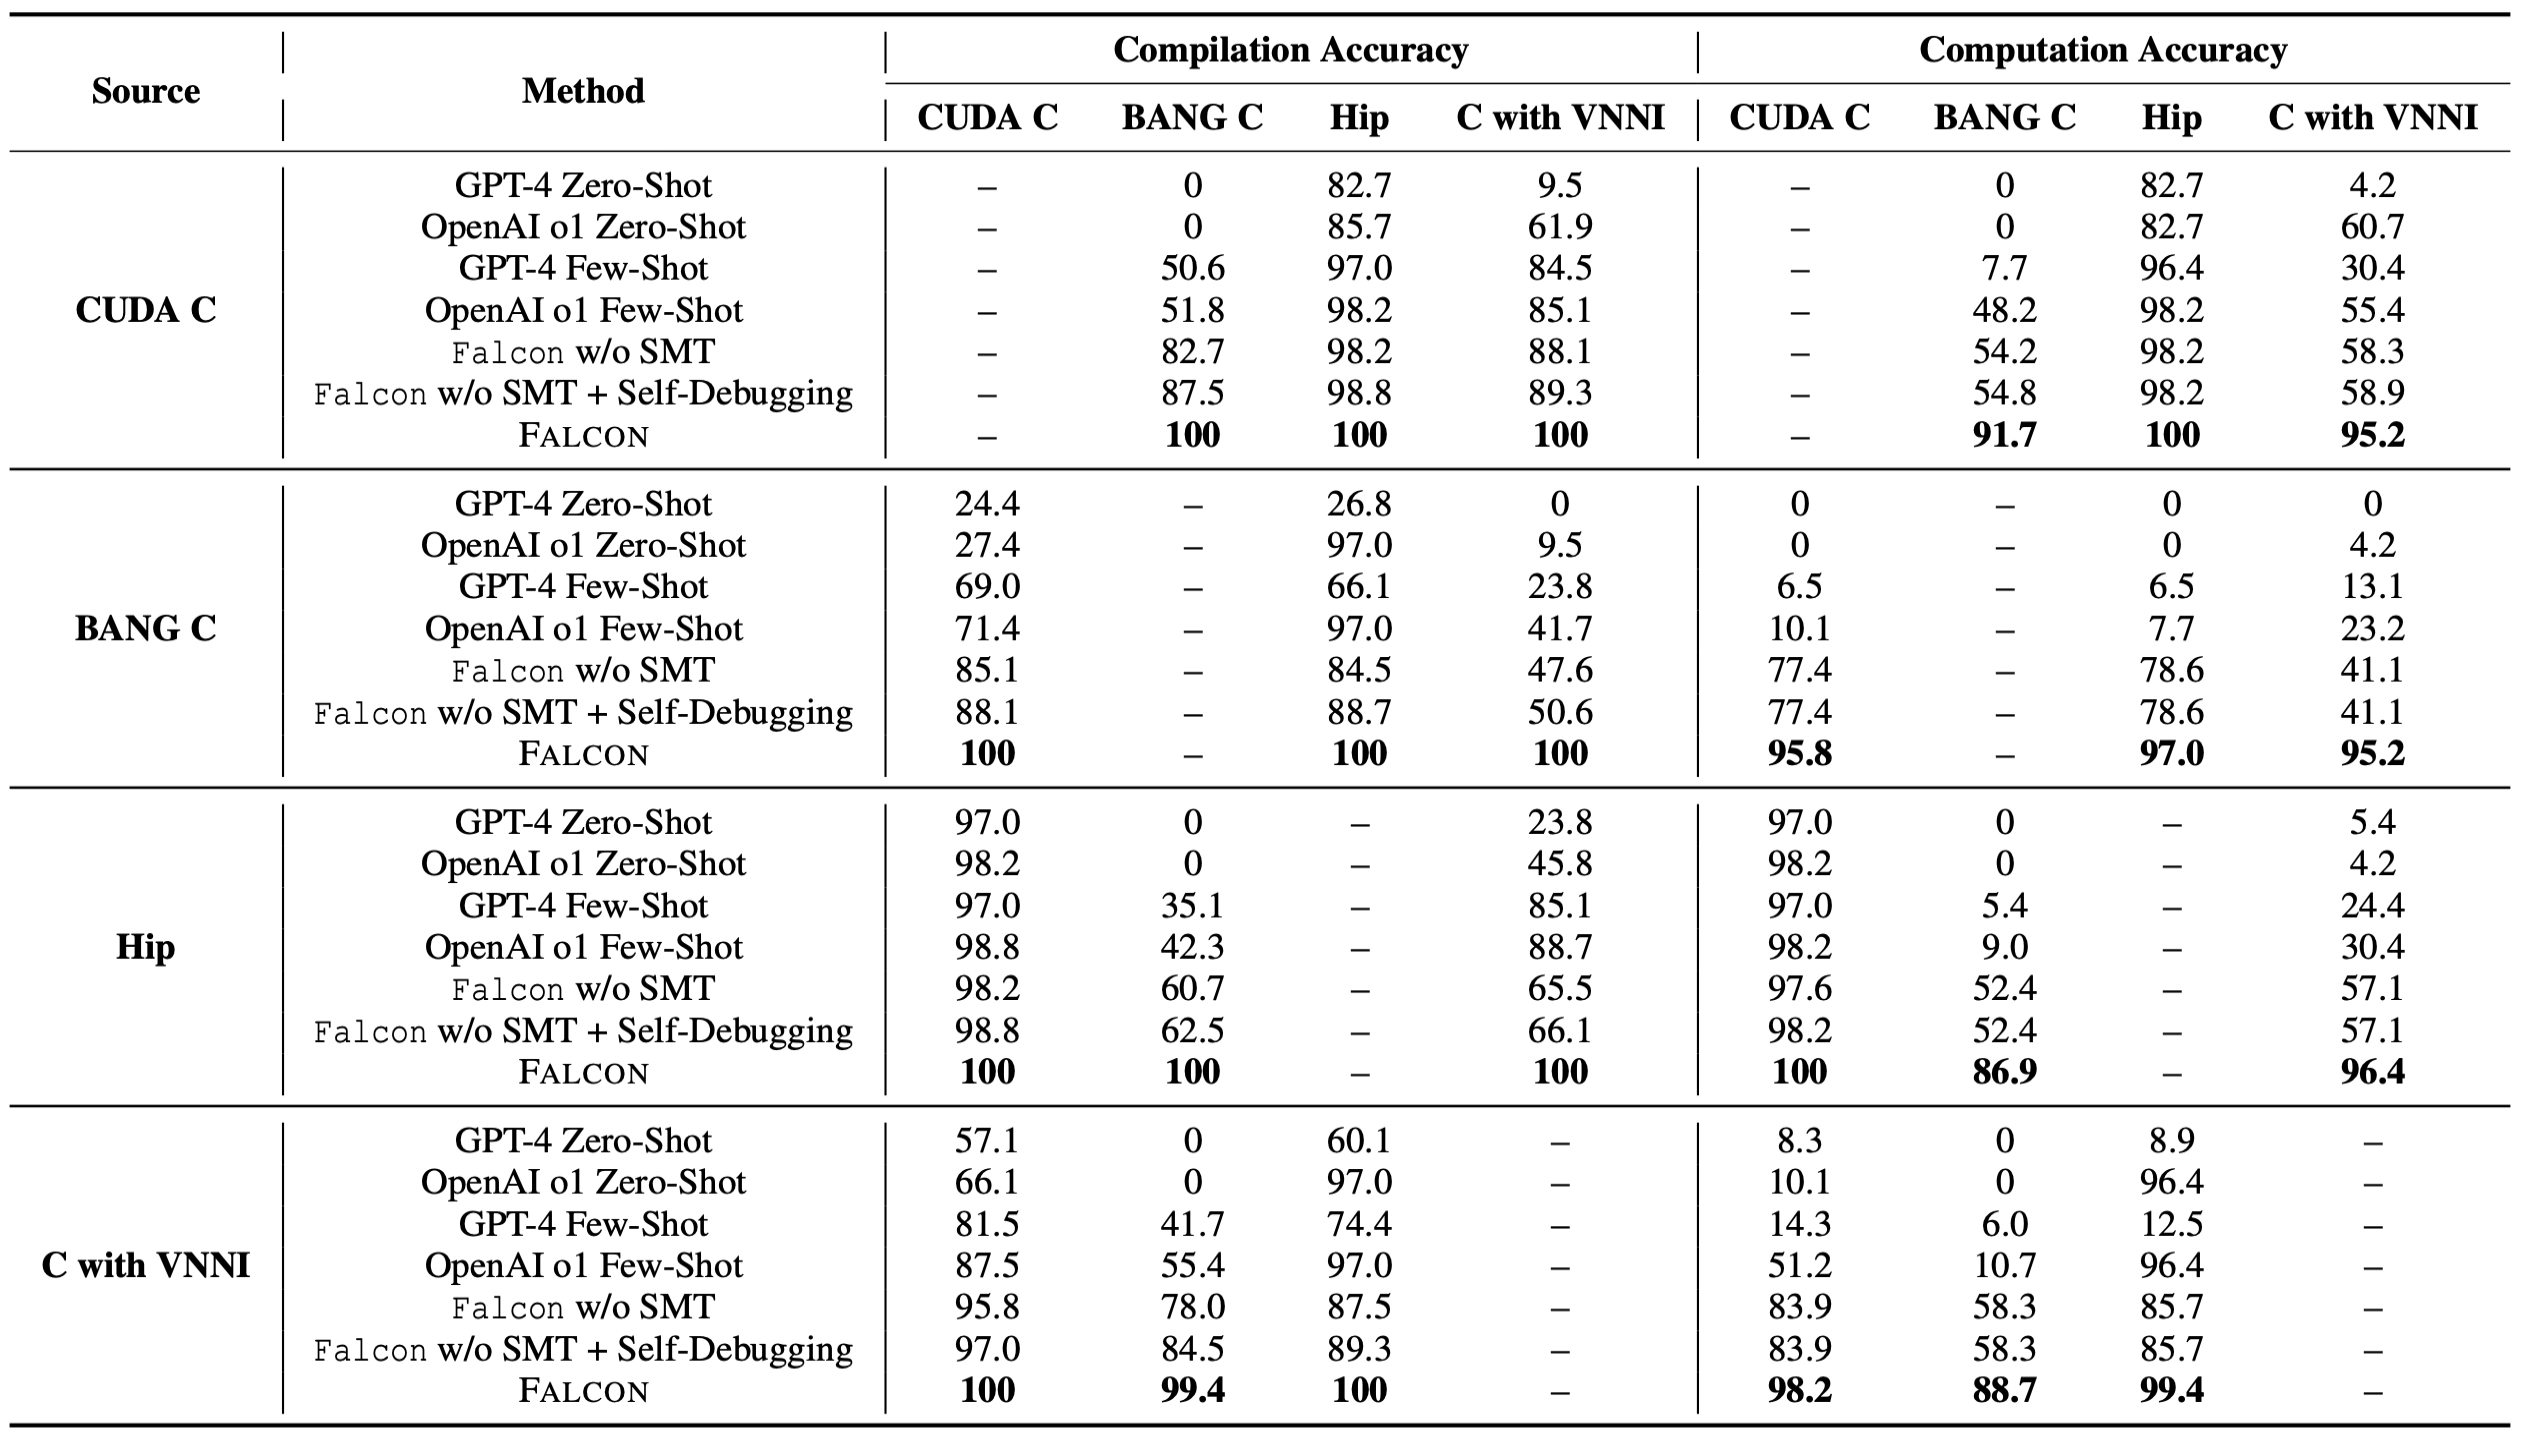 Source Method Compilation Accuracy Computation Accuracy
CUDA C BANG C Hip C with VNNI CUDA C BANG C Hip C with VNNI
CUDA C
GPT-4 Zero-Shot – 0 82.7 9.5 – 0 82.7 4.2
OpenAI o1 Zero-Shot – 0 85.7 61.9 – 0 82.7 60.7
GPT-4 Few-Shot – 50.6 97.0 84.5 – 7.7 96.4 30.4
OpenAI o1 Few-Shot – 51.8 98.2 85.1 – 48.2 98.2 55.4
Falcon w/o SMT – 82.7 98.2 88.1 – 54.2 98.2 58.3
Falcon w/o SMT + Self-Debugging – 87.5 98.8 89.3 – 54.8 98.2 58.9
FALCON – 100 100 100 – 91.7 100 95.2
BANG C
GPT-4 Zero-Shot 24.4 – 26.8 0 0 – 0 0
OpenAI o1 Zero-Shot 27.4 – 97.0 9.5 0 – 0 4.2
GPT-4 Few-Shot 69.0 – 66.1 23.8 6.5 – 6.5 13.1
OpenAI o1 Few-Shot 71.4 – 97.0 41.7 10.1 – 7.7 23.2
Falcon w/o SMT 85.1 – 84.5 47.6 77.4 – 78.6 41.1
Falcon w/o SMT + Self-Debugging 88.1 – 88.7 50.6 77.4 – 78.6 41.1
FALCON 100 – 100 100 95.8 – 97.0 95.2
Hip
GPT-4 Zero-Shot 97.0 0 – 23.8 97.0 0 – 5.4
OpenAI o1 Zero-Shot 98.2 0 – 45.8 98.2 0 – 4.2
GPT-4 Few-Shot 97.0 35.1 – 85.1 97.0 5.4 – 24.4
OpenAI o1 Few-Shot 98.8 42.3 – 88.7 98.2 9.0 – 30.4
Falcon w/o SMT 98.2 60.7 – 65.5 97.6 52.4 – 57.1
Falcon w/o SMT + Self-Debugging 98.8 62.5 – 66.1 98.2 52.4 – 57.1
FALCON 100 100 – 100 100 86.9 – 96.4
C with VNNI
GPT-4 Zero-Shot 57.1 0 60.1 – 8.3 0 8.9 –
OpenAI o1 Zero-Shot 66.1 0 97.0 – 10.1 0 96.4 –
GPT-4 Few-Shot 81.5 41.7 74.4 – 14.3 6.0 12.5 –
OpenAI o1 Few-Shot 87.5 55.4 97.0 – 51.2 10.7 96.4 –
Falcon w/o SMT 95.8 78.0 87.5 – 83.9 58.3 85.7 –
Falcon w/o SMT + Self-Debugging 97.0 84.5 89.3 – 83.9 58.3 85.7 –
FALCON 100 99.4 100 – 98.2 88.7 99.4 –